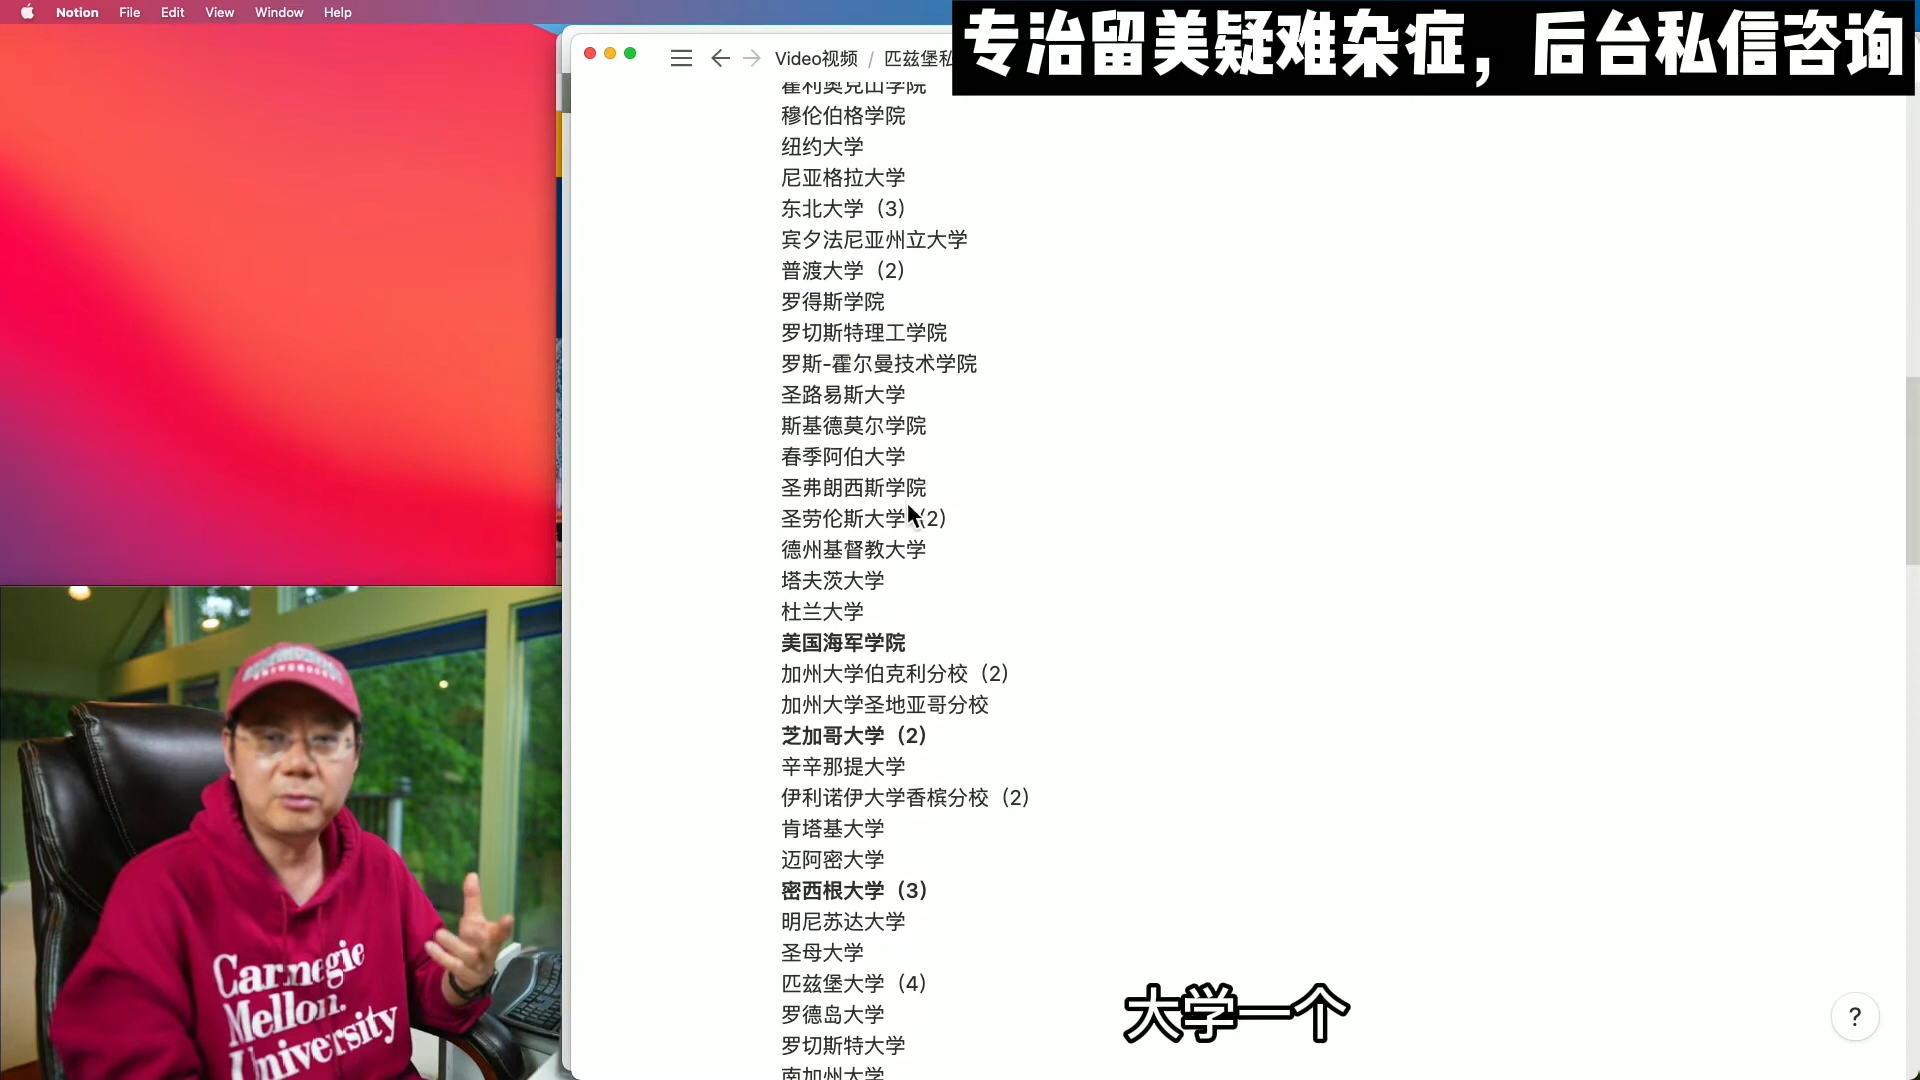 Notion File Edit View Window Help
专治留美疑难杂症，后台私信咨询
Video视频 / 匹兹堡私
霍利奥克山学院
穆伦伯格学院
纽约大学
尼亚格拉大学
东北大学（3）
宾夕法尼亚州立大学
普渡大学（2）
罗得斯学院
罗切斯特理工学院
罗斯-霍尔曼技术学院
圣路易斯大学
斯基德莫尔学院
春季阿伯大学
圣弗朗西斯学院
圣劳伦斯大学（2）
德州基督教大学
塔夫茨大学
杜兰大学
美国海军学院
加州大学伯克利分校（2）
加州大学圣地亚哥分校
芝加哥大学（2）
辛辛那提大学
伊利诺伊大学香槟分校（2）
肯塔基大学
迈阿密大学
密西根大学（3）
明尼苏达大学
圣母大学
匹兹堡大学（4）
罗德岛大学
罗切斯特大学
南加州大学
大学一个
?
Carnegie
Mellon
University